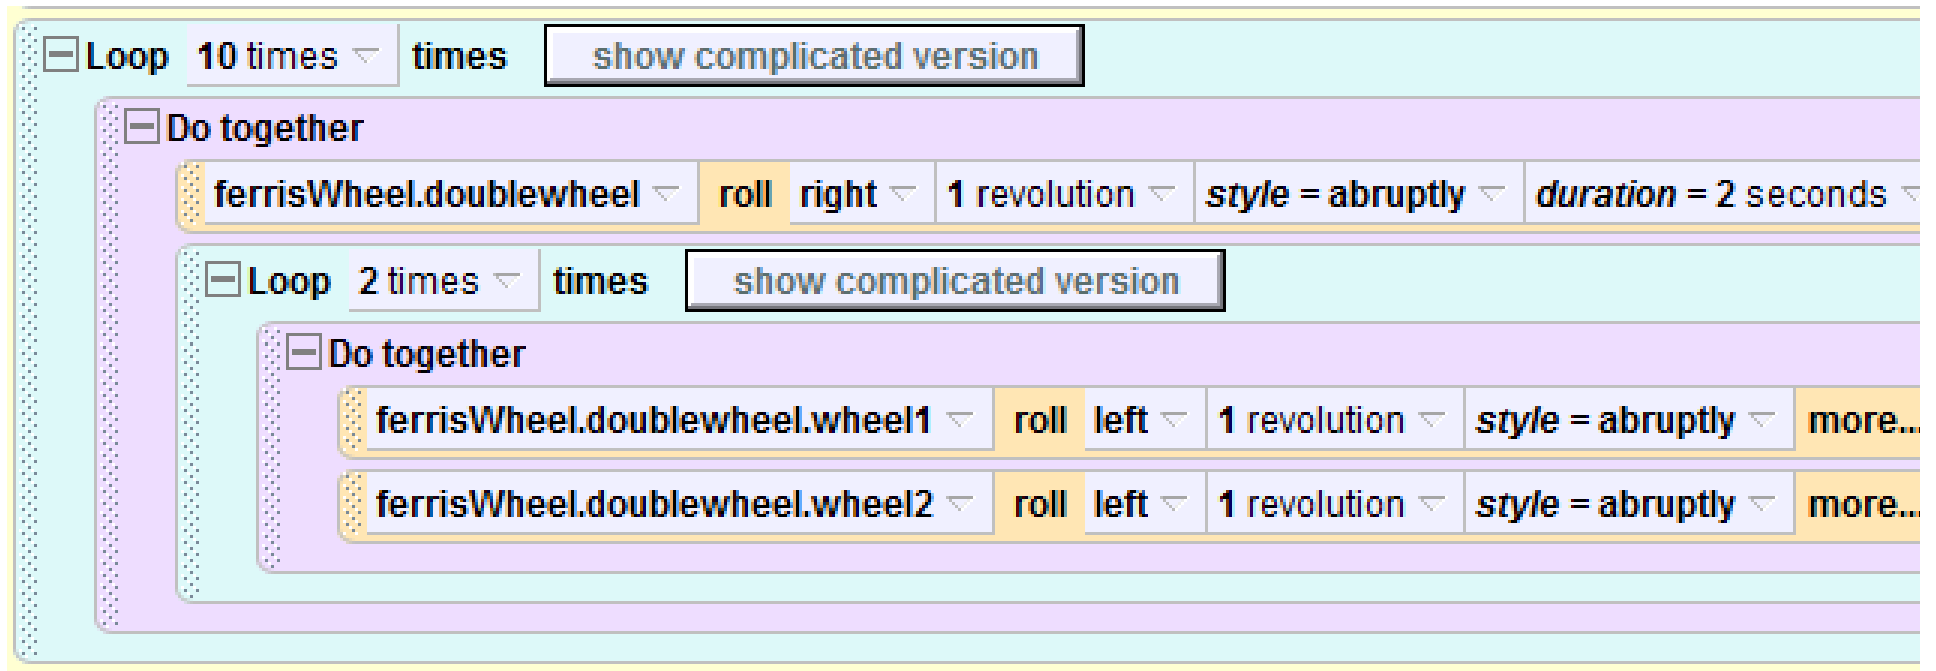 Loop 10 times times show complicated version
Do together
ferrisWheel.doublewheel roll right 1 revolution style = abruptly duration = 2 seconds
Loop 2 times times show complicated version
Do together
ferrisWheel.doublewheel.wheel1 roll left 1 revolution style = abruptly more...
ferrisWheel.doublewheel.wheel2 roll left 1 revolution style = abruptly more...